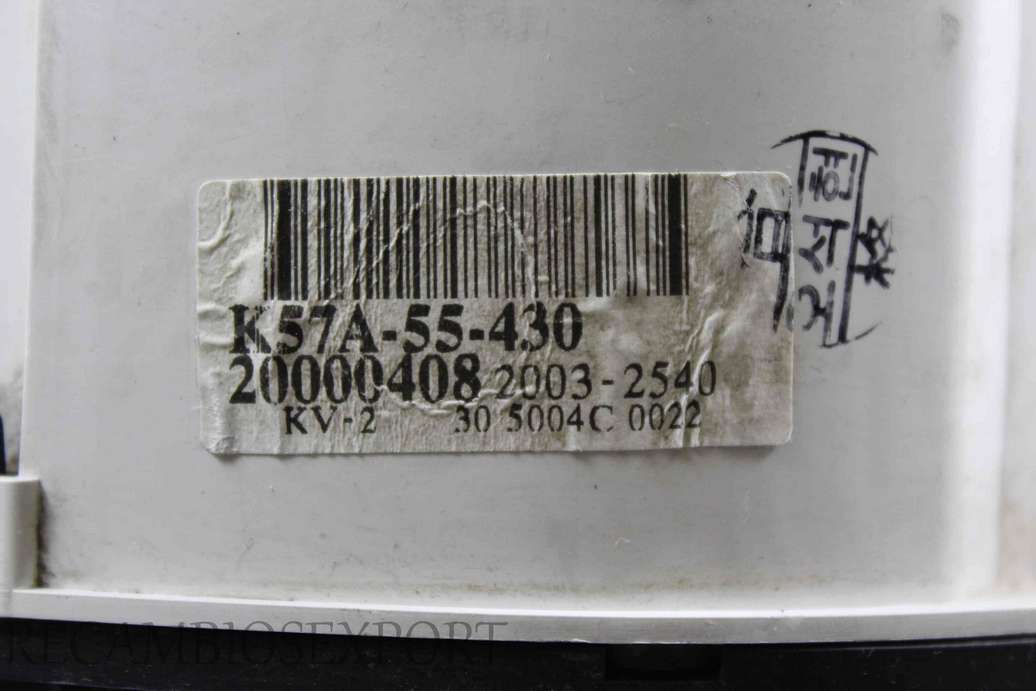 K57A-55-430
20000408 2003-2540
KV-2 30 5004C 0022
RECAMBIOSEXPORT